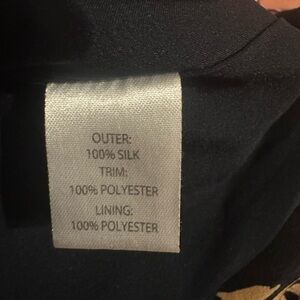 OUTER:
100% SILK
TRIM:
100% POLYESTER
LINING:
100% POLYESTER